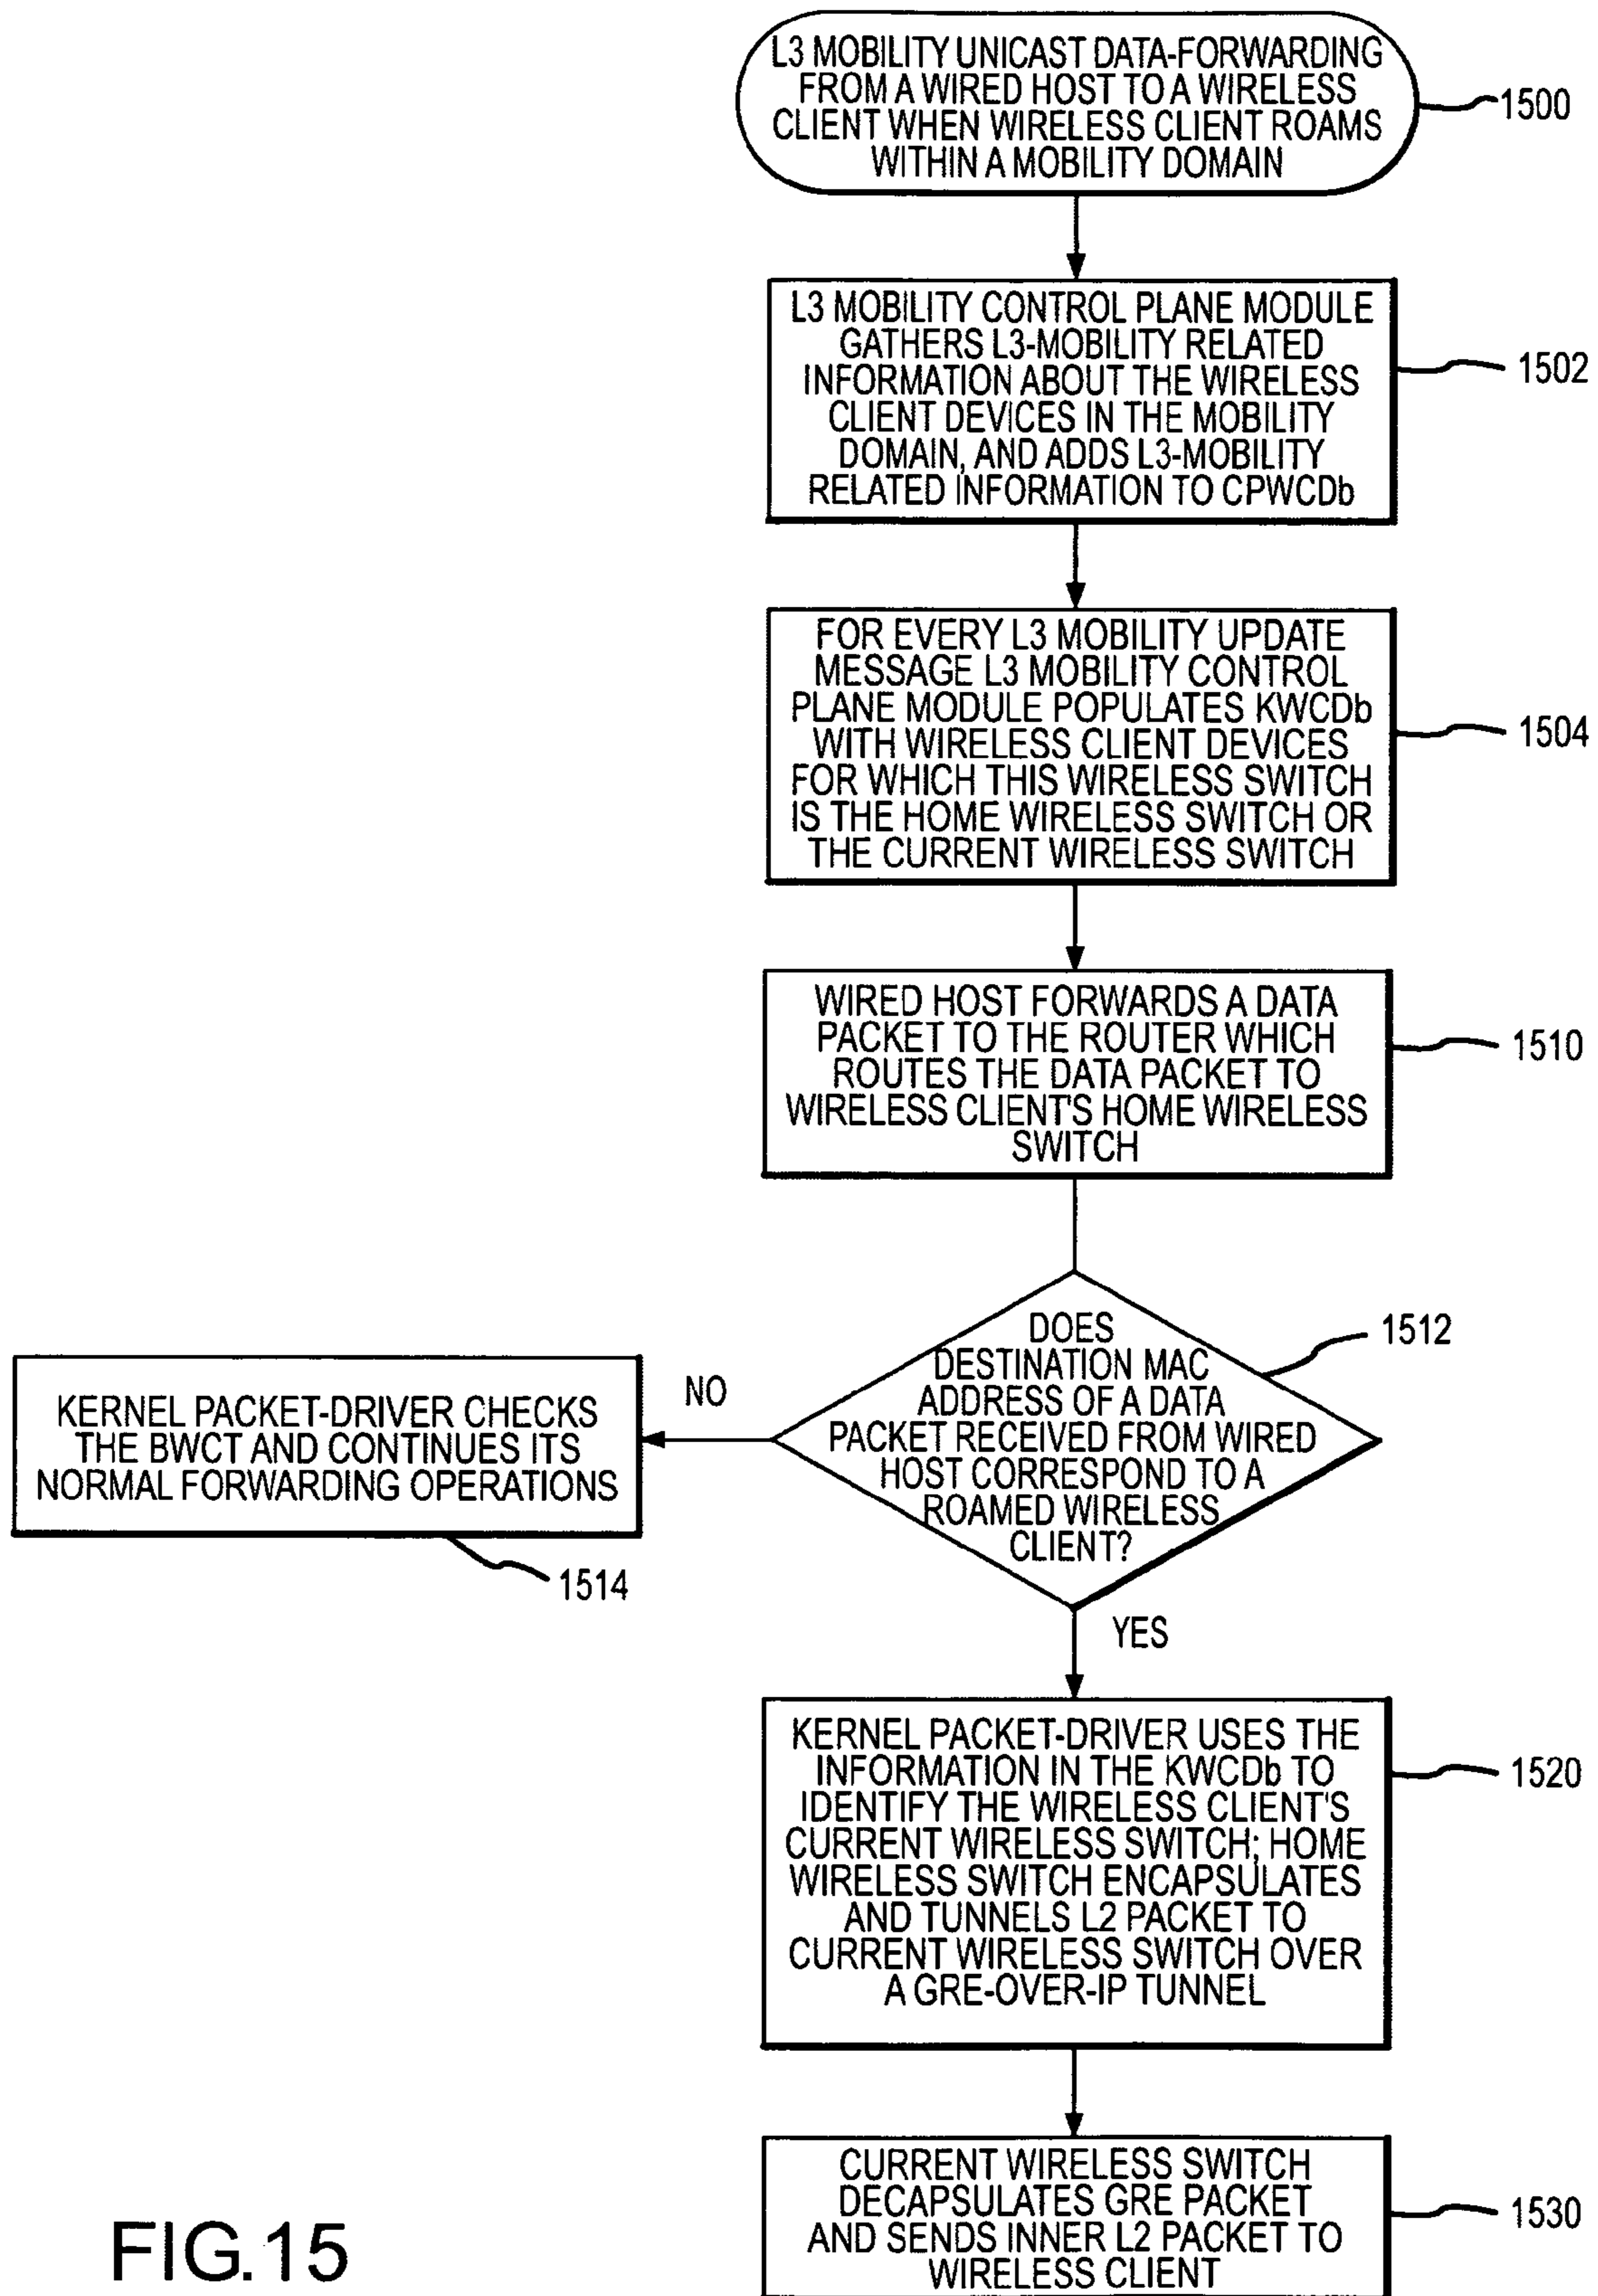 L3 MOBILITY UNICAST DATA-FORWARDING
FROM A WIRED HOST TO A WIRELESS
CLIENT WHEN WIRELESS CLIENT ROAMS
WITHIN A MOBILITY DOMAIN
1500
L3 MOBILITY CONTROL PLANE MODULE
GATHERS L3-MOBILITY RELATED
INFORMATION ABOUT THE WIRELESS
CLIENT DEVICES IN THE MOBILITY
DOMAIN, AND ADDS L3-MOBILITY
RELATED INFORMATION TO CPWCDb
1502
FOR EVERY L3 MOBILITY UPDATE
MESSAGE L3 MOBILITY CONTROL
PLANE MODULE POPULATES KWCDb
WITH WIRELESS CLIENT DEVICES
FOR WHICH THIS WIRELESS SWITCH
IS THE HOME WIRELESS SWITCH OR
THE CURRENT WIRELESS SWITCH
1504
WIRED HOST FORWARDS A DATA
PACKET TO THE ROUTER WHICH
ROUTES THE DATA PACKET TO
WIRELESS CLIENT'S HOME WIRELESS
SWITCH
1510
DOES
DESTINATION MAC
ADDRESS OF A DATA
PACKET RECEIVED FROM WIRED
HOST CORRESPOND TO A
ROAMED WIRELESS
CLIENT?
1512
NO
KERNEL PACKET-DRIVER CHECKS
THE BWCT AND CONTINUES ITS
NORMAL FORWARDING OPERATIONS
1514
YES
KERNEL PACKET-DRIVER USES THE
INFORMATION IN THE KWCDb TO
IDENTIFY THE WIRELESS CLIENT'S
CURRENT WIRELESS SWITCH; HOME
WIRELESS SWITCH ENCAPSULATES
AND TUNNELS L2 PACKET TO
CURRENT WIRELESS SWITCH OVER
A GRE-OVER-IP TUNNEL
1520
CURRENT WIRELESS SWITCH
DECAPSULATES GRE PACKET
AND SENDS INNER L2 PACKET TO
WIRELESS CLIENT
1530
FIG.15